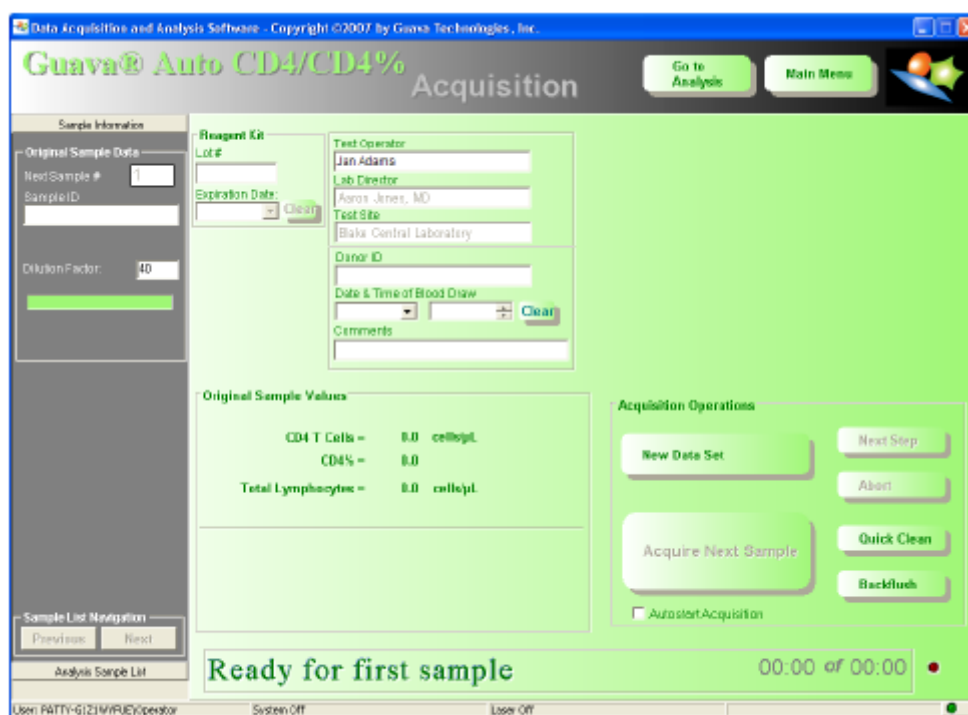 Data Acquisition and Analysis Software - Copyright ©2007 by Guava Technologies, Inc.
Guava® Auto CD4/CD4%
Acquisition
Go to
Analysis
Main Menu
Sample Information
Original Sample Data
Next Sample # 1
Sample ID
Dilution Factor: 40
Reagent Kit
Lot#
Expiration Date:
Clear
Test Operator
Jan Adams
Lab Director
Aaron Jones, MD
Test Site
Blake Central Laboratory
Donor ID
Date & Time of Blood Draw
Clear
Comments
Original Sample Values
CD4 T Cells = 0.0 cells/µL
CD4% = 0.0
Total Lymphocytes = 0.0 cells/µL
Acquisition Operations
New Data Set
Next Step
Abort
Acquire Next Sample
Quick Clean
Backflush
Autostart Acquisition
Sample List Navigation
Previous Next
Analysis Sample List
Ready for first sample 00:00 of 00:00
User: Operator System Off Laser Off